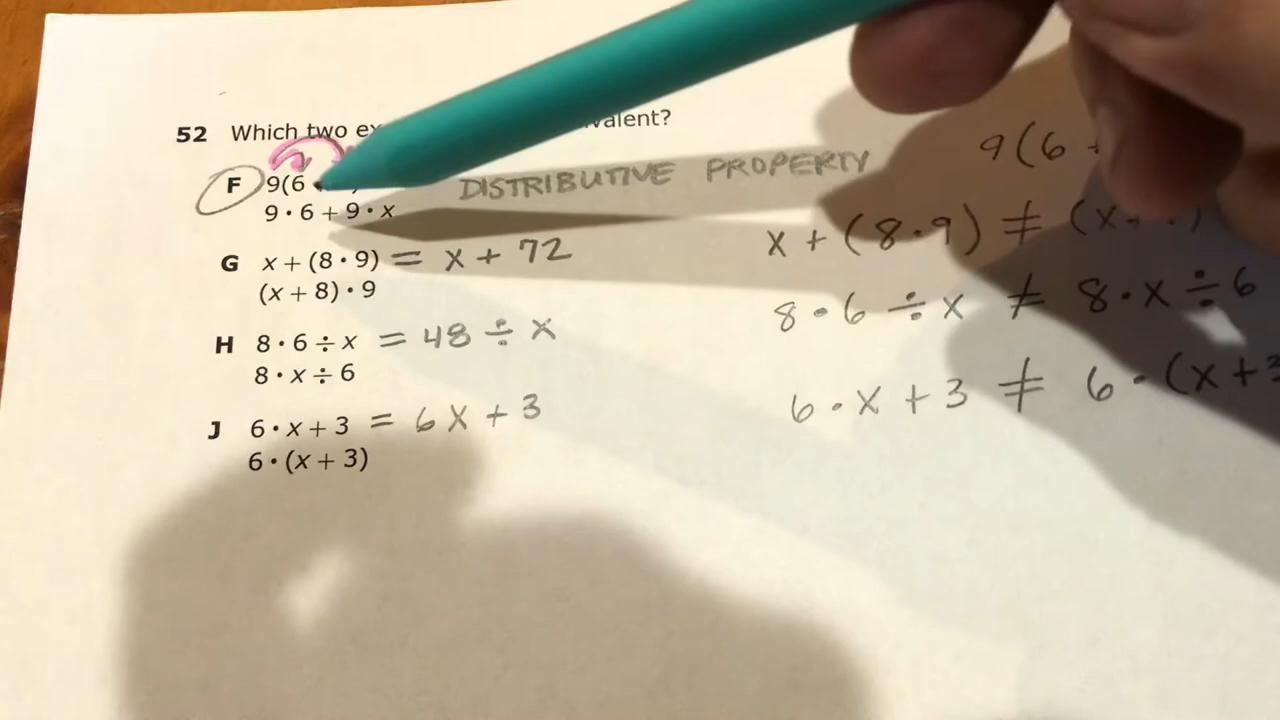 52 Which two valent?
F 9(6 DISTRIBUTIVE PROPERTY 9(6
9 · 6 + 9 · x
x + (8 · 9) ≠ (x +
G x + (8 · 9) = x + 72
(x + 8) · 9
8 · 6 ÷ x ≠ 8 · x ÷ 6
H 8 · 6 ÷ x = 48 ÷ x
8 · x ÷ 6
6 · x + 3 ≠ 6 · (x + 3
J 6 · x + 3 = 6x + 3
6 · (x + 3)